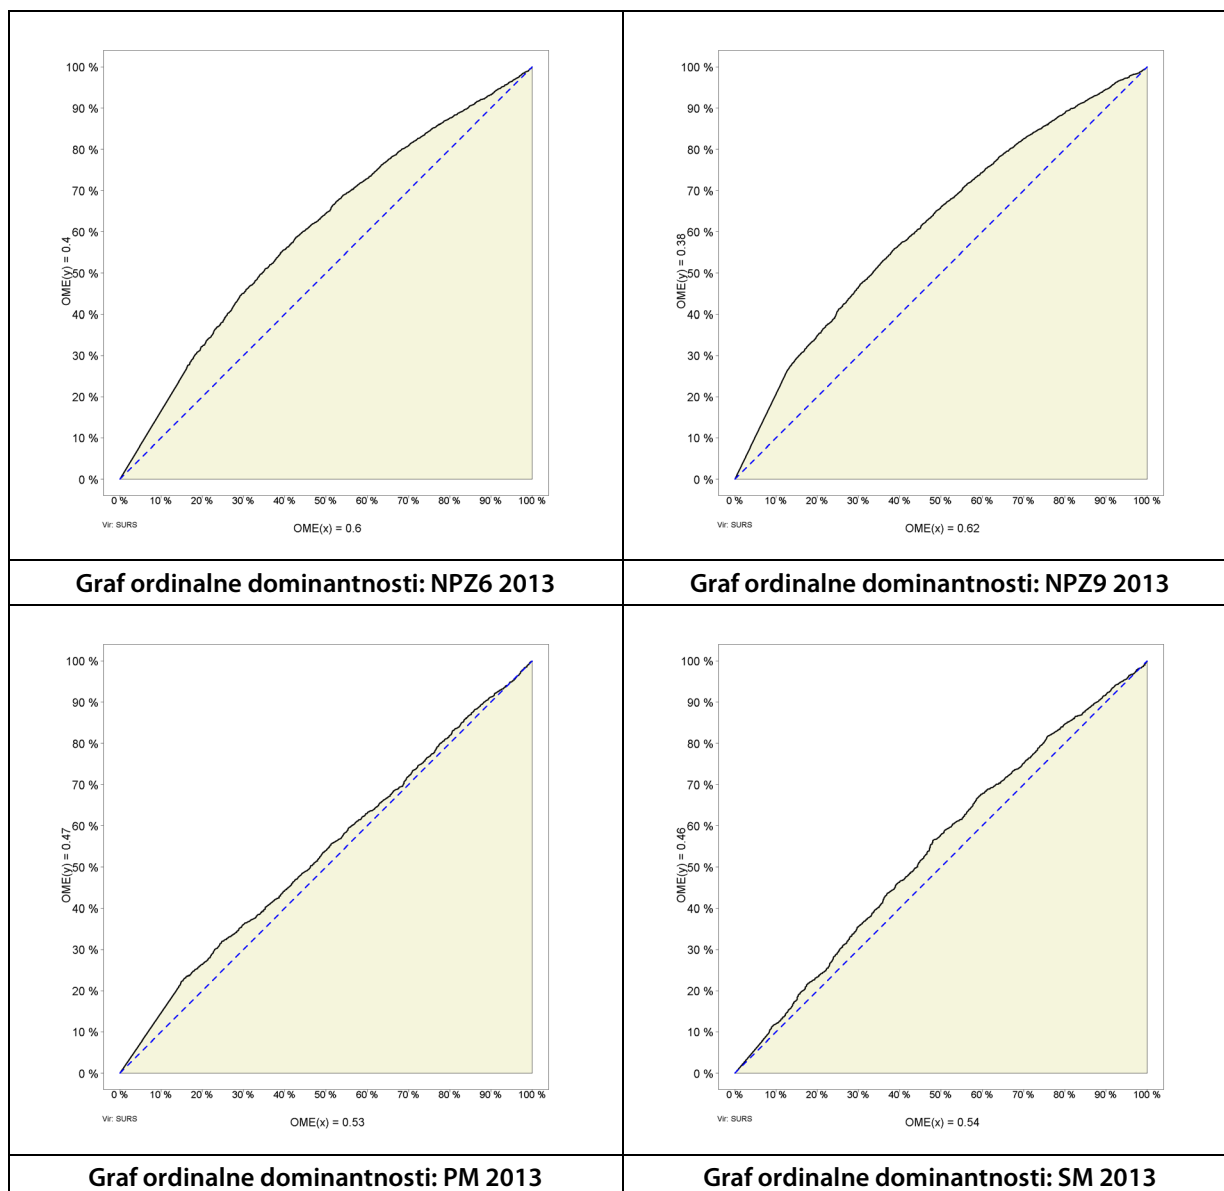 100 %
90 %
80 %
70 %
60 %
50 %
40 %
30 %
20 %
10 %
0 %
OME(y) = 0.4
0 % 10 % 20 % 30 % 40 % 50 % 60 % 70 % 80 % 90 % 100 %
Vir: SURS
OME(x) = 0.6
Graf ordinalne dominantnosti: NPZ6 2013
100 %
90 %
80 %
70 %
60 %
50 %
40 %
30 %
20 %
10 %
0 %
OME(y) = 0.38
0 % 10 % 20 % 30 % 40 % 50 % 60 % 70 % 80 % 90 % 100 %
Vir: SURS
OME(x) = 0.62
Graf ordinalne dominantnosti: NPZ9 2013
100 %
90 %
80 %
70 %
60 %
50 %
40 %
30 %
20 %
10 %
0 %
OME(y) = 0.47
0 % 10 % 20 % 30 % 40 % 50 % 60 % 70 % 80 % 90 % 100 %
Vir: SURS
OME(x) = 0.53
Graf ordinalne dominantnosti: PM 2013
100 %
90 %
80 %
70 %
60 %
50 %
40 %
30 %
20 %
10 %
0 %
OME(y) = 0.46
0 % 10 % 20 % 30 % 40 % 50 % 60 % 70 % 80 % 90 % 100 %
Vir: SURS
OME(x) = 0.54
Graf ordinalne dominantnosti: SM 2013